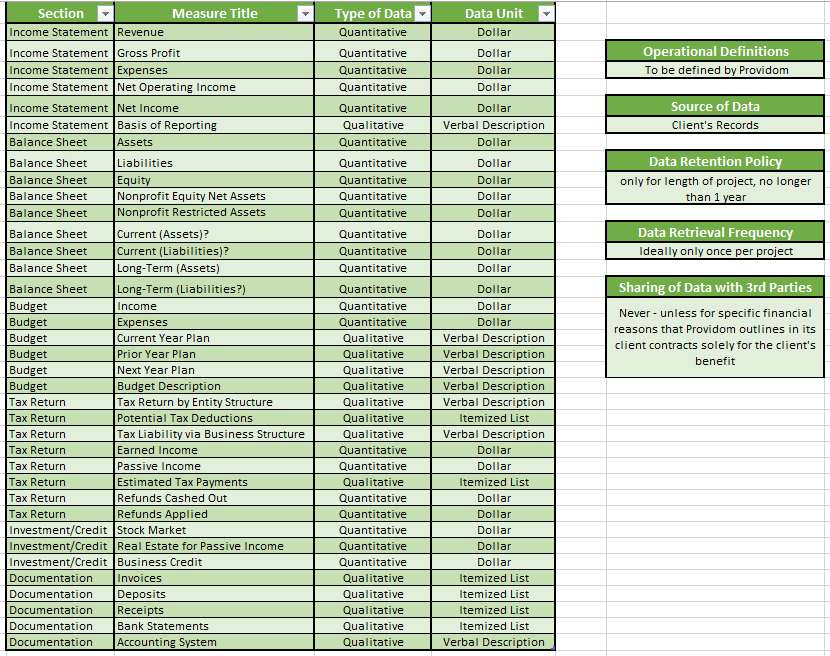 Section Measure Title Type of Data Data Unit
Income Statement Revenue Quantitative Dollar
Income Statement Gross Profit Quantitative Dollar
Income Statement Expenses Quantitative Dollar
Income Statement Net Operating Income Quantitative Dollar
Income Statement Net Income Quantitative Dollar
Income Statement Basis of Reporting Qualitative Verbal Description
Balance Sheet Assets Quantitative Dollar
Balance Sheet Liabilities Quantitative Dollar
Balance Sheet Equity Quantitative Dollar
Balance Sheet Nonprofit Equity Net Assets Quantitative Dollar
Balance Sheet Nonprofit Restricted Assets Quantitative Dollar
Balance Sheet Current (Assets)? Quantitative Dollar
Balance Sheet Current (Liabilities)? Quantitative Dollar
Balance Sheet Long-Term (Assets) Quantitative Dollar
Balance Sheet Long-Term (Liabilities?) Quantitative Dollar
Budget Income Quantitative Dollar
Budget Expenses Quantitative Dollar
Budget Current Year Plan Qualitative Verbal Description
Budget Prior Year Plan Qualitative Verbal Description
Budget Next Year Plan Qualitative Verbal Description
Budget Budget Description Qualitative Verbal Description
Tax Return Tax Return by Entity Structure Qualitative Verbal Description
Tax Return Potential Tax Deductions Qualitative Itemized List
Tax Return Tax Liability via Business Structure Qualitative Verbal Description
Tax Return Earned Income Quantitative Dollar
Tax Return Passive Income Quantitative Dollar
Tax Return Estimated Tax Payments Qualitative Itemized List
Tax Return Refunds Cashed Out Quantitative Dollar
Tax Return Refunds Applied Quantitative Dollar
Investment/Credit Stock Market Quantitative Dollar
Investment/Credit Real Estate for Passive Income Quantitative Dollar
Investment/Credit Business Credit Quantitative Dollar
Documentation Invoices Qualitative Itemized List
Documentation Deposits Qualitative Itemized List
Documentation Receipts Qualitative Itemized List
Documentation Bank Statements Qualitative Itemized List
Documentation Accounting System Qualitative Verbal Description
Operational Definitions
To be defined by Providom
Source of Data
Client's Records
Data Retention Policy
only for length of project, no longer
than 1 year
Data Retrieval Frequency
Ideally only once per project
Sharing of Data with 3rd Parties
Never - unless for specific financial
reasons that Providom outlines in its
client contracts solely for the client's
benefit